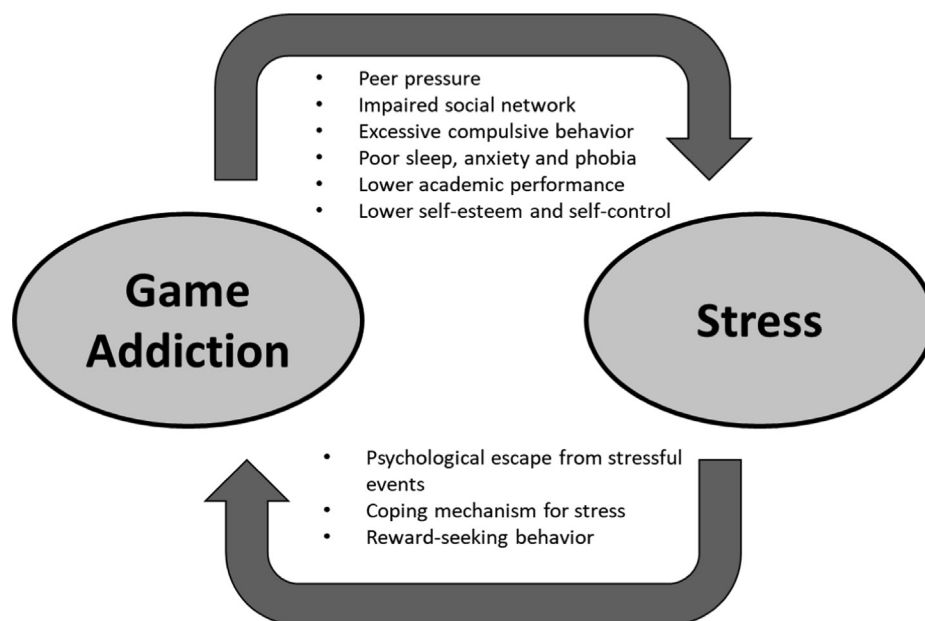 • Peer pressure
• Impaired social network
• Excessive compulsive behavior
• Poor sleep, anxiety and phobia
• Lower academic performance
• Lower self-esteem and self-control
Game
Addiction
Stress
• Psychological escape from stressful
events
• Coping mechanism for stress
• Reward-seeking behavior